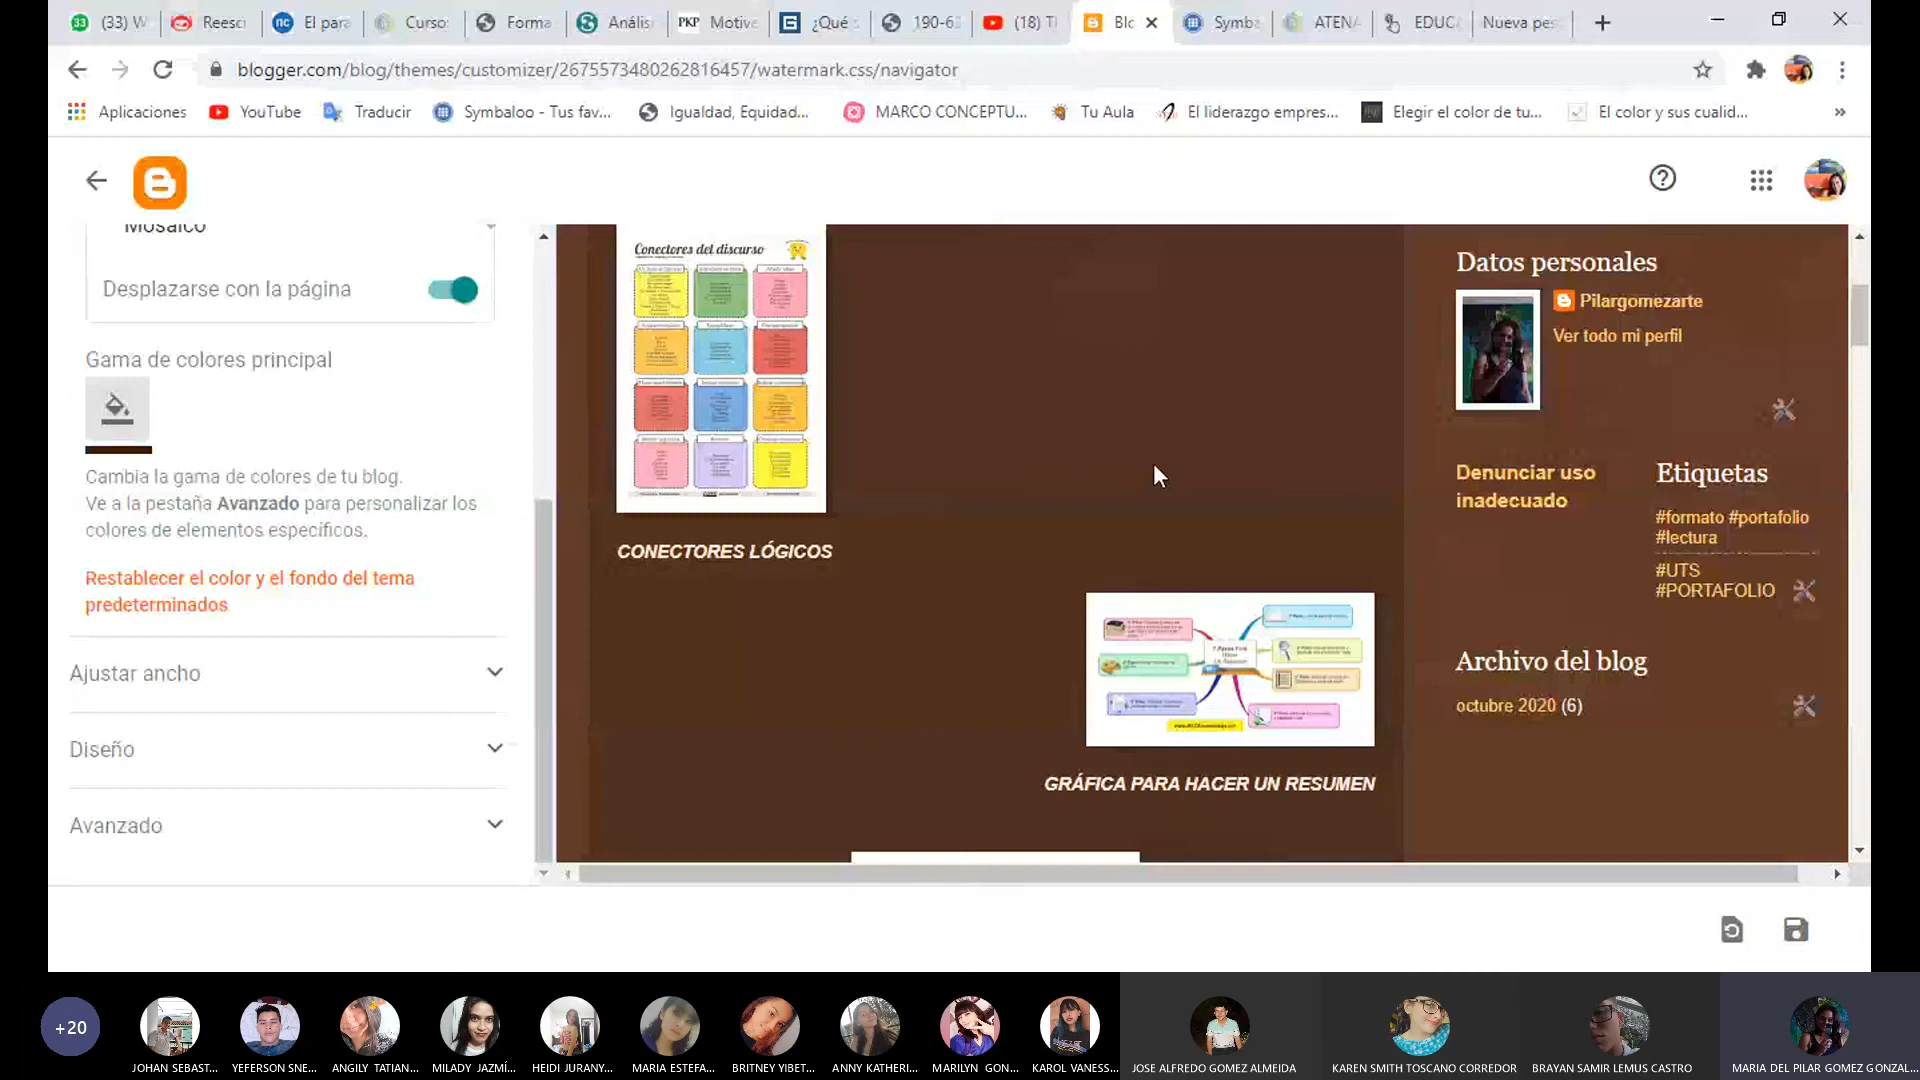 (33) W
Reesc
El para
Curso:
Forma
Anális
PKP Motive
¿Qué s
190-62
(18) Ti
Blc
Symba
ATENA
EDUCA
Nueva pes
blogger.com/blog/themes/customizer/2675573480262816457/watermark.css/navigator
Aplicaciones
YouTube
Traducir
Symbaloo - Tus fav...
Igualdad, Equidad...
MARCO CONCEPTU...
Tu Aula
El liderazgo empres...
Elegir el color de tu...
El color y sus cualid...
Mosaico
Desplazarse con la página
Gama de colores principal
Cambia la gama de colores de tu blog.
Ve a la pestaña Avanzado para personalizar los
colores de elementos específicos.
Restablecer el color y el fondo del tema
predeterminados
Ajustar ancho
Diseño
Avanzado
Conectores del discurso
CONECTORES LÓGICOS
GRÁFICA PARA HACER UN RESUMEN
Datos personales
Pilargomezarte
Ver todo mi perfil
Denunciar uso
inadecuado
Etiquetas
#formato #portafolio
#lectura
#UTS
#PORTAFOLIO
Archivo del blog
octubre 2020 (6)
+20
JOHAN SEBAST...
YEFERSON SNE...
ANGILY TATIAN...
MILADY JAZMÍ...
HEIDI JURANY...
MARIA ESTEFA...
BRITNEY YIBET...
ANNY KATHERI...
MARILYN GON...
KAROL VANESS...
JOSE ALFREDO GOMEZ ALMEIDA
KAREN SMITH TOSCANO CORREDOR
BRAYAN SAMIR LEMUS CASTRO
MARIA DEL PILAR GOMEZ GONZAL...